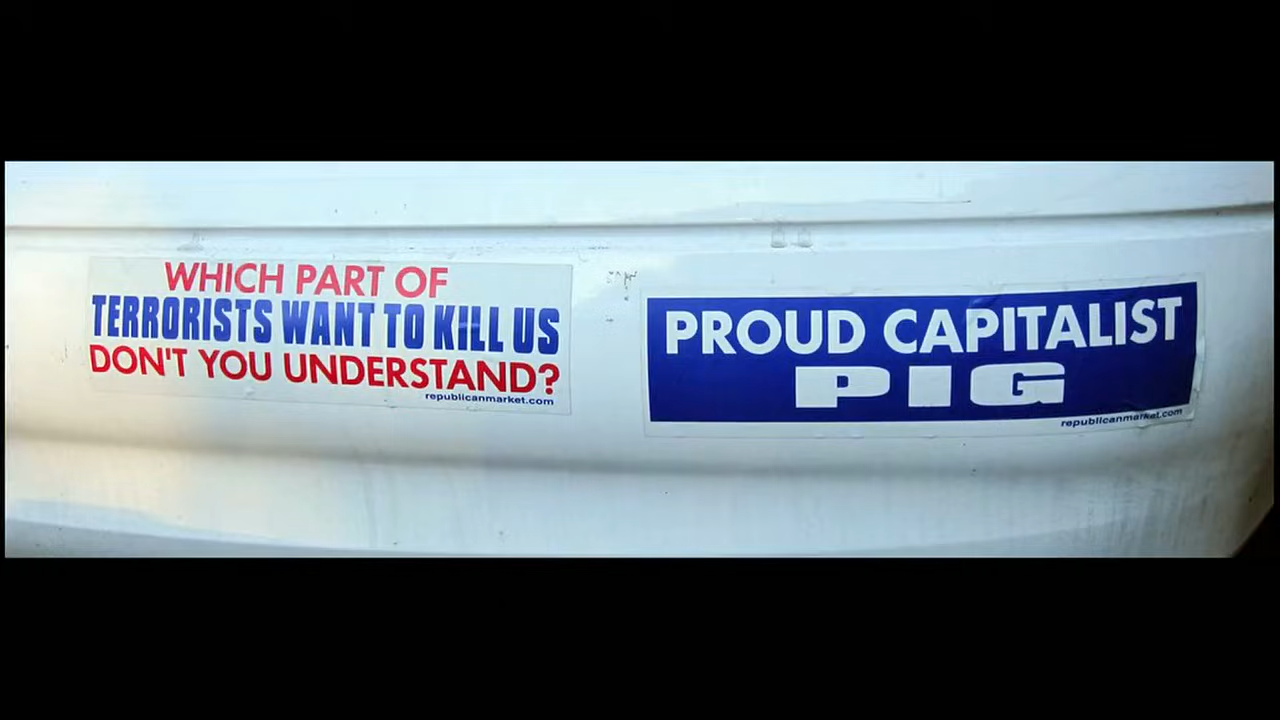 WHICH PART OF
TERRORISTS WANT TO KILL US
DON'T YOU UNDERSTAND?
republicanmarket.com
PROUD CAPITALIST
PIG
republicanmarket.com